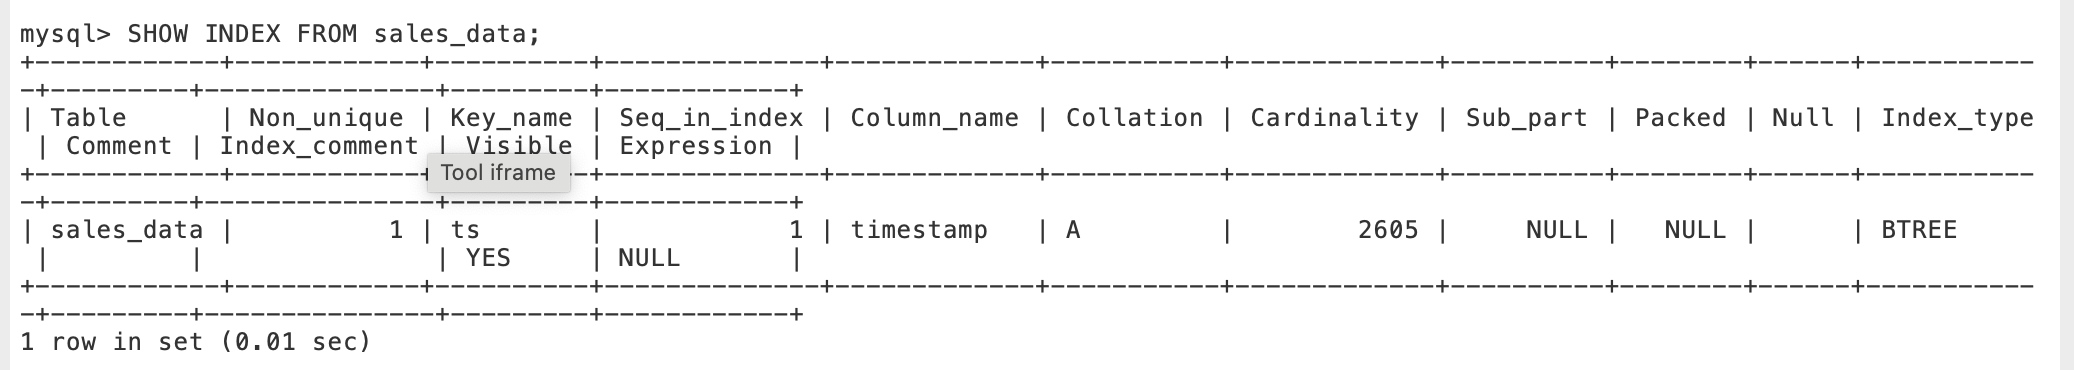 mysql> SHOW INDEX FROM sales_data;
+------------+------------+----------+--------------+-------------+-----------+-------------+----------+--------+------+-----------
-+---------+---------------+---------+------------+
| Table      | Non_unique | Key_name | Seq_in_index | Column_name | Collation | Cardinality | Sub_part | Packed | Null | Index_type
 | Comment | Index_comment | Visible | Expression |
+------------+------------+----------+--------------+-------------+-----------+-------------+----------+--------+------+-----------
Tool iframe
-+---------+---------------+---------+------------+
| sales_data |          1 | ts       |            1 | timestamp   | A         |        2605 |     NULL |   NULL |      | BTREE
 |         |               | YES     | NULL       |
+------------+------------+----------+--------------+-------------+-----------+-------------+----------+--------+------+-----------
-+---------+---------------+---------+------------+
1 row in set (0.01 sec)